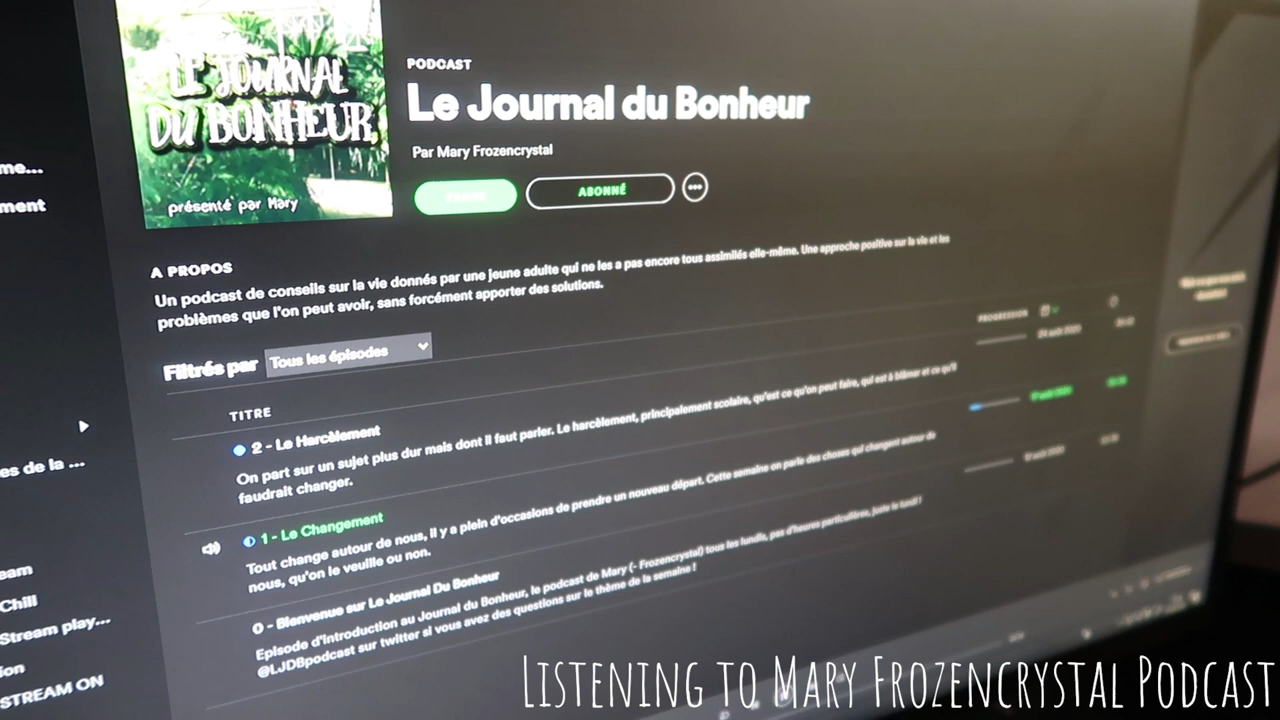 LE JOURNAL
DU BONHEUR
présenté par Mary
PODCAST
Le Journal du Bonheur
Par Mary Frozencrystal
ABONNÉ
A PROPOS
Un podcast de conseils sur la vie donnés par une jeune adulte qui ne les a pas encore tous assimilés elle-même. Une approche positive sur la vie et les
problèmes que l'on peut avoir, sans forcément apporter des solutions.
Filtrés par Tous les épisodes
TITRE
PROGRESSION
2 - Le Harcèlement
24 août 2020
On part sur un sujet plus dur mais dont il faut parler. Le harcèlement, principalement scolaire, qu'est ce qu'on peut faire, qui est à blâmer et ce qu'il
faudrait changer.
1 - Le Changement
17 août 2020
Tout change autour de nous, il y a plein d'occasions de prendre un nouveau départ. Cette semaine on parle des choses qui changent autour de
nous, qu'on le veuille ou non.
0 - Bienvenue sur Le Journal Du Bonheur
Episode d'introduction au Journal du Bonheur, le podcast de Mary (- Frozencrystal) tous les lundis, pas d'heures particulières, juste le lundi !
@LJDBpodcast sur twitter si vous avez des questions sur le thème de la semaine !
me...
ment
es de la ...
eam
Chill
Stream play...
ion
STREAM ON
LISTENING TO MARY FROZENCRYSTAL PODCAST